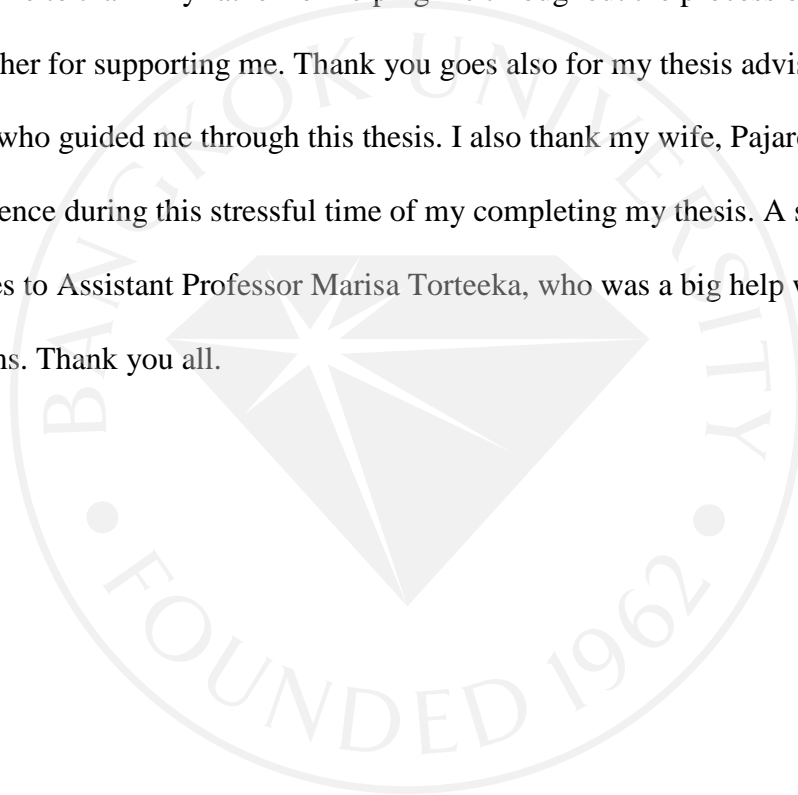 her for supporting me. Thank you goes also for my thesis advis
who guided me through this thesis. I also thank my wife, Pajar
ence during this stressful time of my completing my thesis. A s
es to Assistant Professor Marisa Torteeka, who was a big help
ns. Thank you all.
BANGKOK UNIVERSITY
FOUNDED 1962